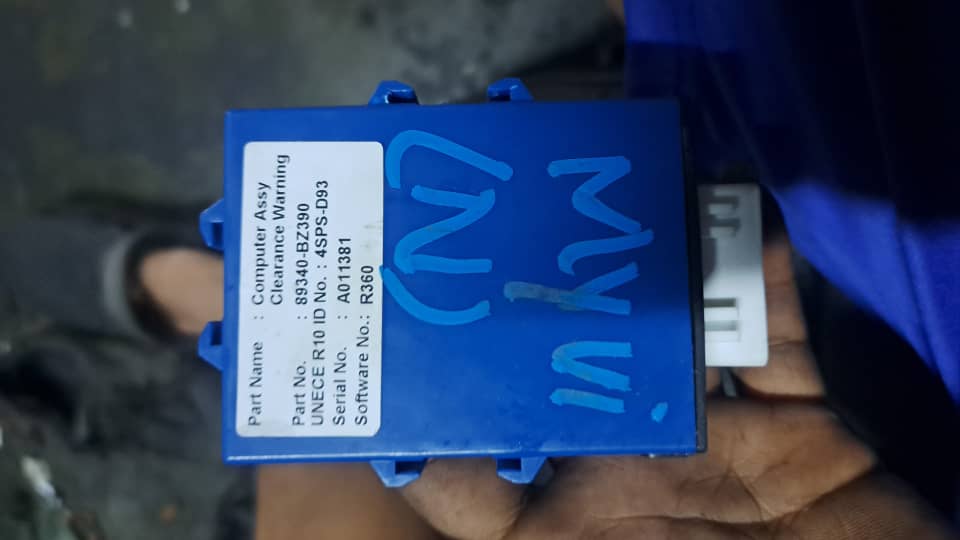 Part Name : Computer Assy
Clearance Warning
Part No. : 89340-BZ390
UNECE R10 ID No. : 4SPS-D93
Serial No. : A011381
Software No.: R360
(N)
MYVi